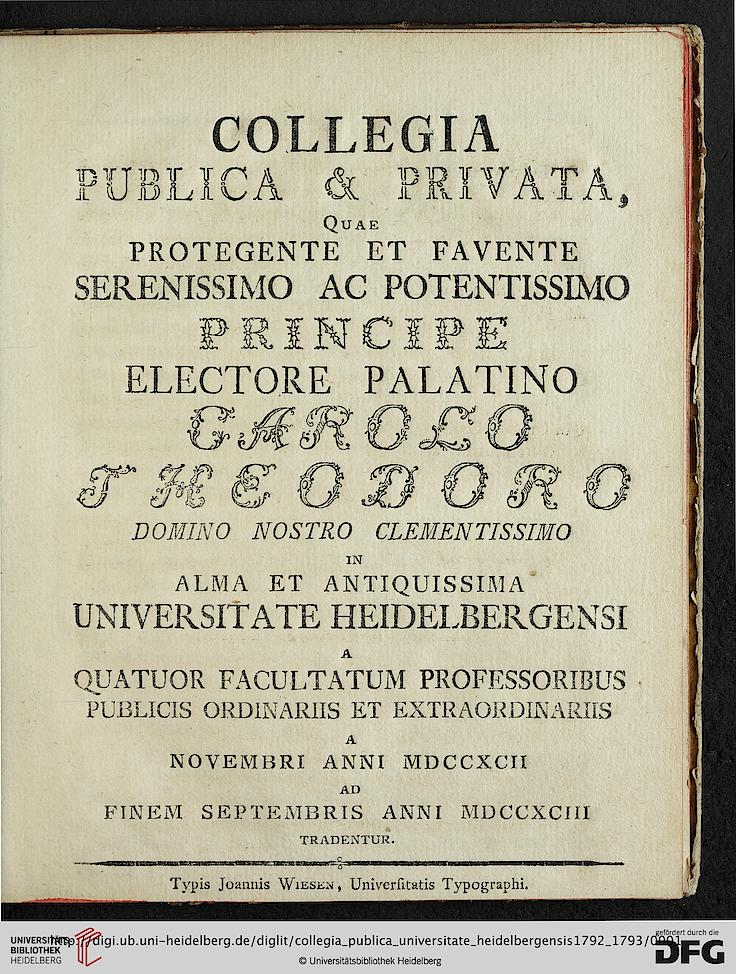 COLLEGIA
PUBLICA & PRIVATA,
QUAE
PROTEGENTE ET FAVENTE
SERENISSIMO AC POTENTISSIMO
PRINCIPE
ELECTORE PALATINO
CAROLO
THEODORO
DOMINO NOSTRO CLEMENTISSIMO
IN
ALMA ET ANTIQUISSIMA
UNIVERSITATE HEIDELBERGENSI
A
QUATUOR FACULTATUM PROFESSORIBUS
PUBLICIS ORDINARIIS ET EXTRAORDINARIIS
A
NOVEMBRI ANNI MDCCXCII
AD
FINEM SEPTEMBRIS ANNI MDCCXCIII
TRADENTUR.
Typis Joannis WIESEN, Univerſitatis Typographi.
UNIVERSITÄTS
BIBLIOTHEK
HEIDELBERG
http://digi.ub.uni-heidelberg.de/diglit/collegia_publica_universitate_heidelbergensis1792_1793/0001
© Universitätsbibliothek Heidelberg
gefördert durch die
DFG